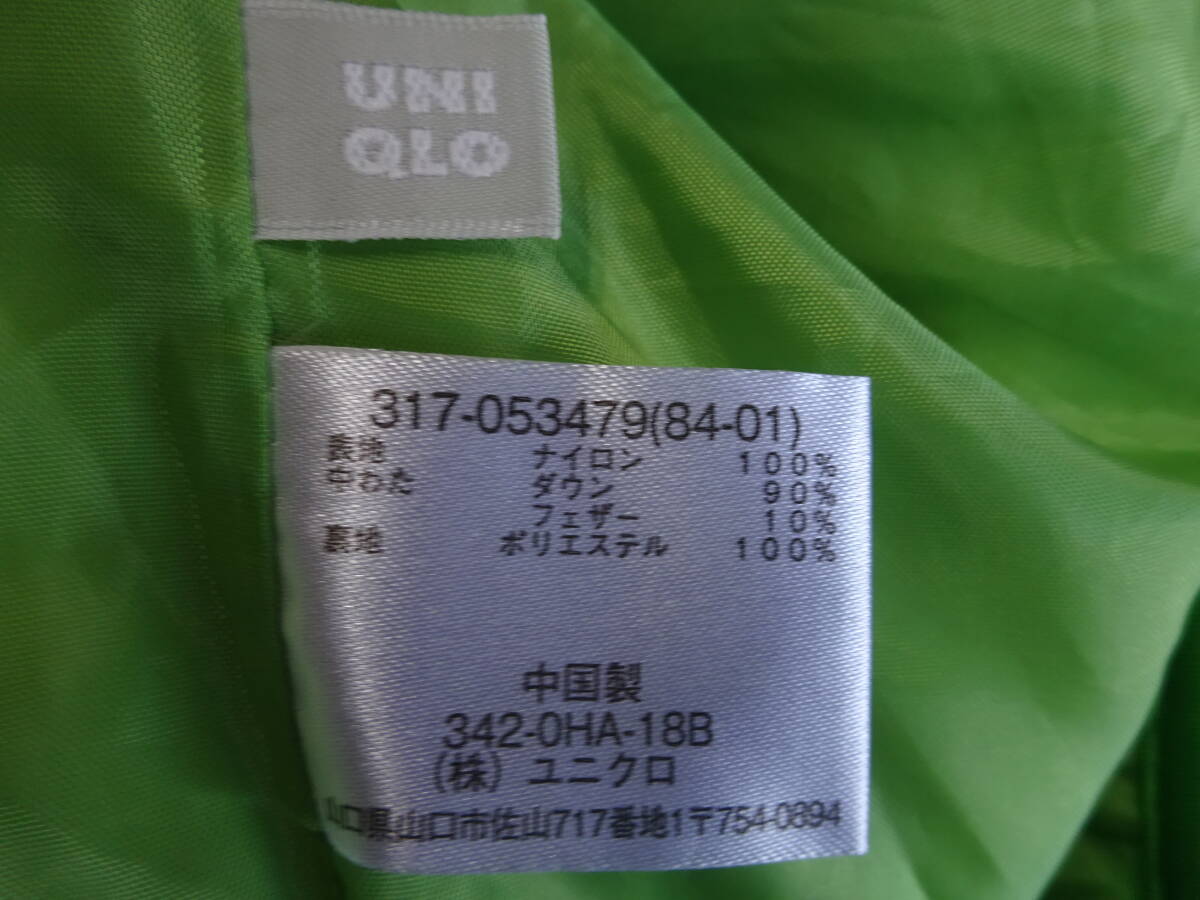 UNI
QLO
317-053479(84-01)
表地 ナイロン 100%
中わた ダウン 90%
フェザー 10%
裏地 ポリエステル 100%
中国製
342-0HA-18B
(株) ユニクロ
山口県山口市佐山717番地1〒754-0894